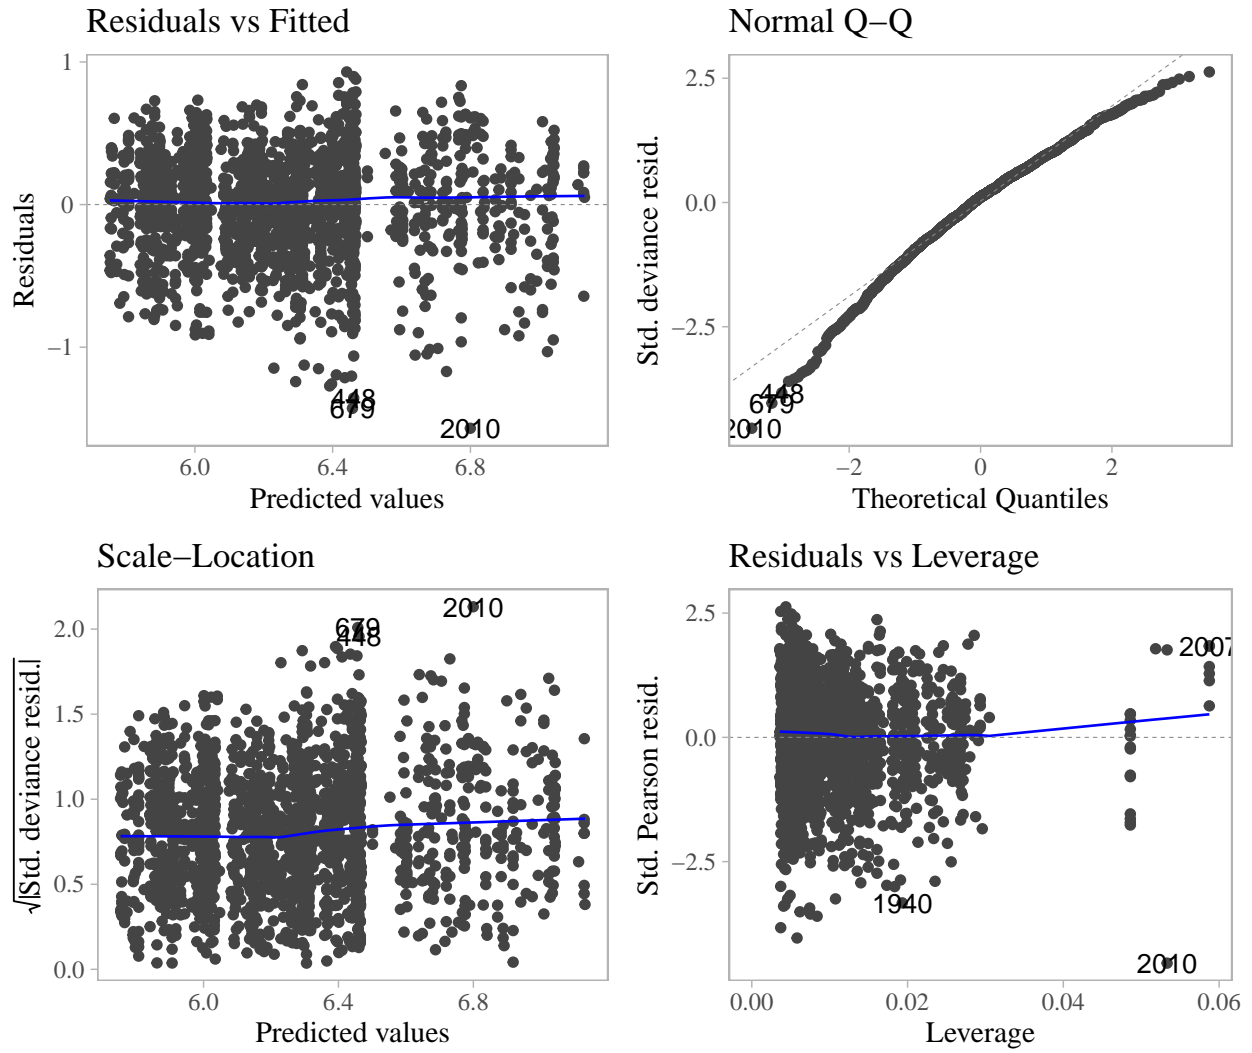 Residuals vs Fitted
1
0
−1
Residuals
448
679
2010
6.0 6.4 6.8
Predicted values
Normal Q−Q
2.5
0.0
−2.5
Std. deviance resid.
448
679
2010
−2 0 2
Theoretical Quantiles
Scale−Location
2.0
1.5
1.0
0.5
0.0
√|Std. deviance resid.|
2010
679
448
6.0 6.4 6.8
Predicted values
Residuals vs Leverage
2.5
0.0
−2.5
Std. Pearson resid.
2007
1940
2010
0.00 0.02 0.04 0.06
Leverage